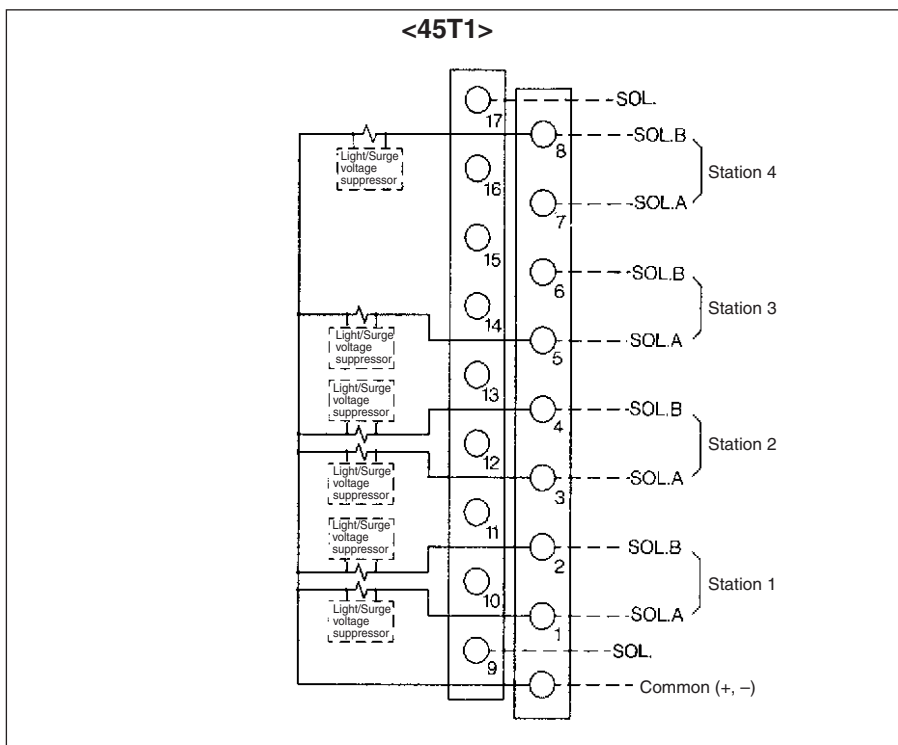 <45T1>
17
SOL.
8
SOL.B
Light/Surge
voltage
suppressor
16
Station 4
7
SOL.A
15
6
SOL.B
14
Station 3
Light/Surge
voltage
suppressor
5
SOL.A
13
Light/Surge
voltage
suppressor
4
SOL.B
12
Station 2
Light/Surge
voltage
suppressor
3
SOL.A
11
Light/Surge
voltage
suppressor
2
SOL.B
10
Station 1
Light/Surge
voltage
suppressor
1
SOL.A
9
SOL.
Common (+, –)